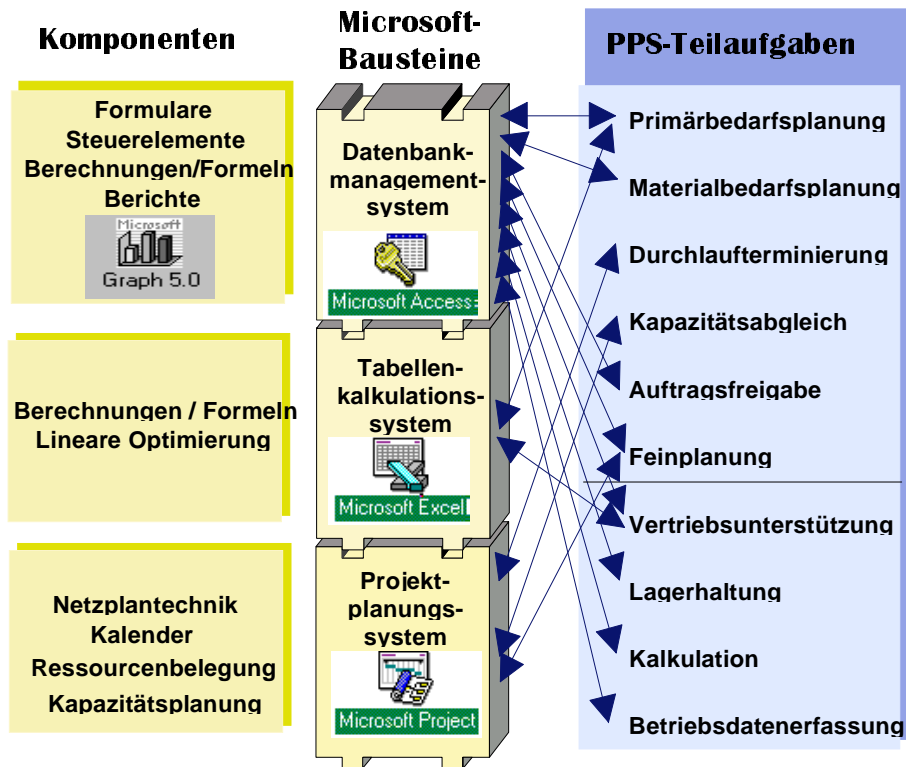 Komponenten
Formulare
Steuerelemente
Berechnungen/Formeln
Berichte
Microsoft
Graph 5.0
Berechnungen / Formeln
Lineare Optimierung
Netzplantechnik
Kalender
Ressourcenbelegung
Kapazitätsplanung
Microsoft-
Bausteine
Datenbank-
management-
system
Microsoft Access
Tabellen-
kalkulations-
system
Microsoft Excel
Projekt-
planungs-
system
Microsoft Project
PPS-Teilaufgaben
Primärbedarfsplanung
Materialbedarfsplanung
Durchlaufterminierung
Kapazitätsabgleich
Auftragsfreigabe
Feinplanung
Vertriebsunterstützung
Lagerhaltung
Kalkulation
Betriebsdatenerfassung